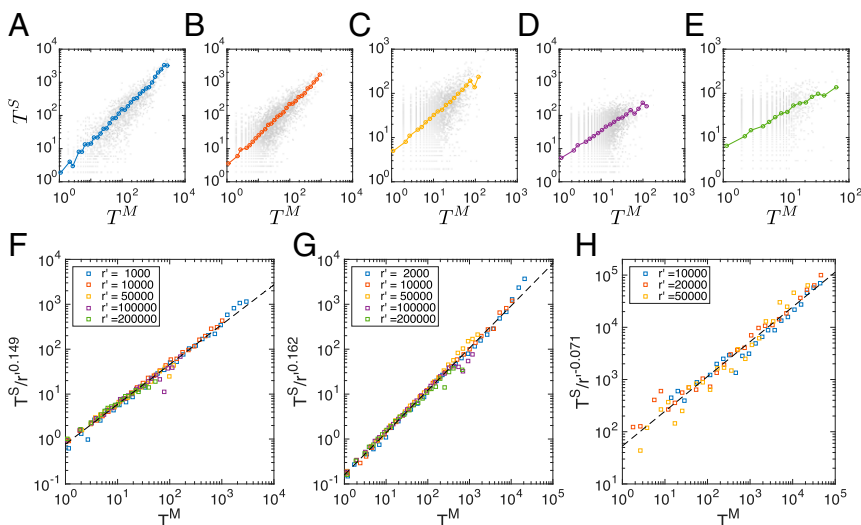 A B C D E
10^4 10^4 10^3 10^4 10^3
10^3 10^3 10^3
10^2 10^2 10^2 10^2 10^2
10^1 10^1 10^1 10^1 10^1
10^0 10^0 10^0 10^0 10^0
T'^S
10^0 10^2 10^4 10^0 10^2 10^4 10^0 10^1 10^2 10^3 10^0 10^1 10^2 10^3 10^0 10^1 10^2
T^M T^M T^M T^M T^M
F G H
10^4 10^4
10^3 10^3
10^2 10^2
10^1 10^1
10^0 10^0
10^-1 10^-1
10^5
10^4
10^3
10^2
10^1
r' = 1000
r' = 10000
r' = 50000
r' =100000
r' =200000
r' = 2000
r' = 10000
r' = 50000
r' =100000
r' =200000
r' =10000
r' =20000
r' =50000
T^S/r'^0.149
T^S/r'^0.162
T^S/r'^-0.071
10^0 10^1 10^2 10^3 10^4
10^0 10^1 10^2 10^3 10^4 10^5
10^0 10^1 10^2 10^3 10^4 10^5
T^M T^M T^M